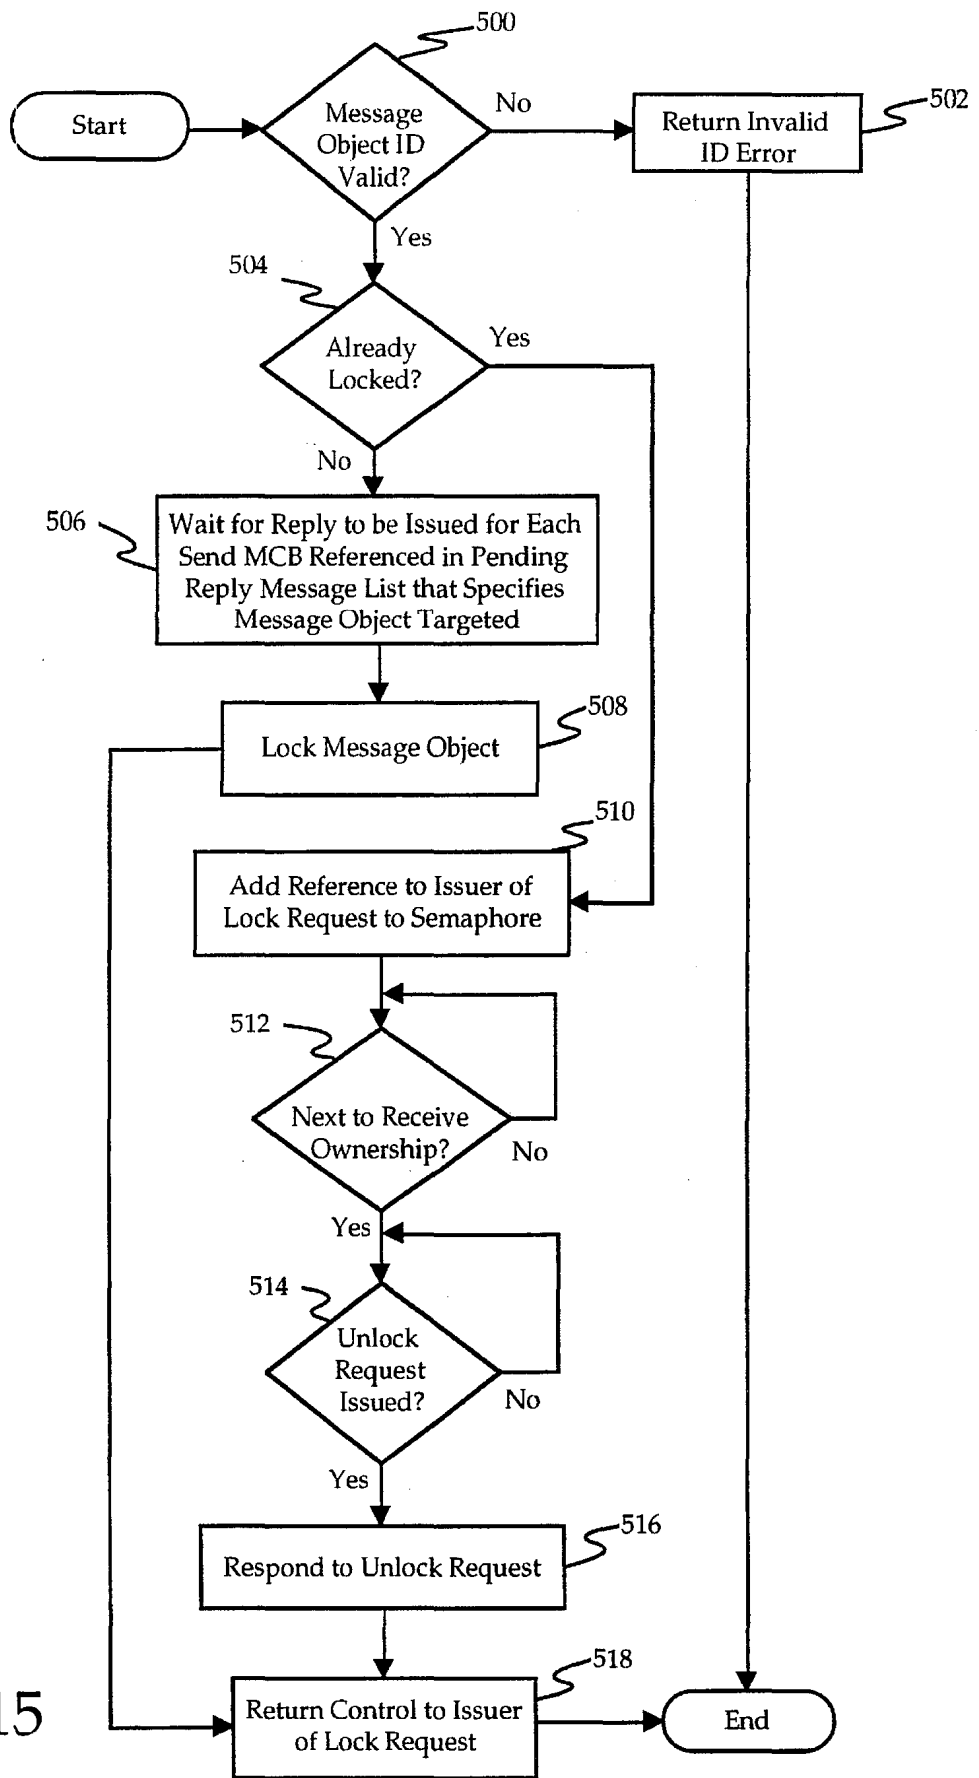 500
Start
Message
Object ID
Valid?
No
Return Invalid
ID Error
502
Yes
504
Already
Locked?
Yes
No
506
Wait for Reply to be Issued for Each
Send MCB Referenced in Pending
Reply Message List that Specifies
Message Object Targeted
508
Lock Message Object
510
Add Reference to Issuer of
Lock Request to Semaphore
512
Next to Receive
Ownership?
No
Yes
514
Unlock
Request
Issued?
No
Yes
516
Respond to Unlock Request
518
Return Control to Issuer
of Lock Request
End
15